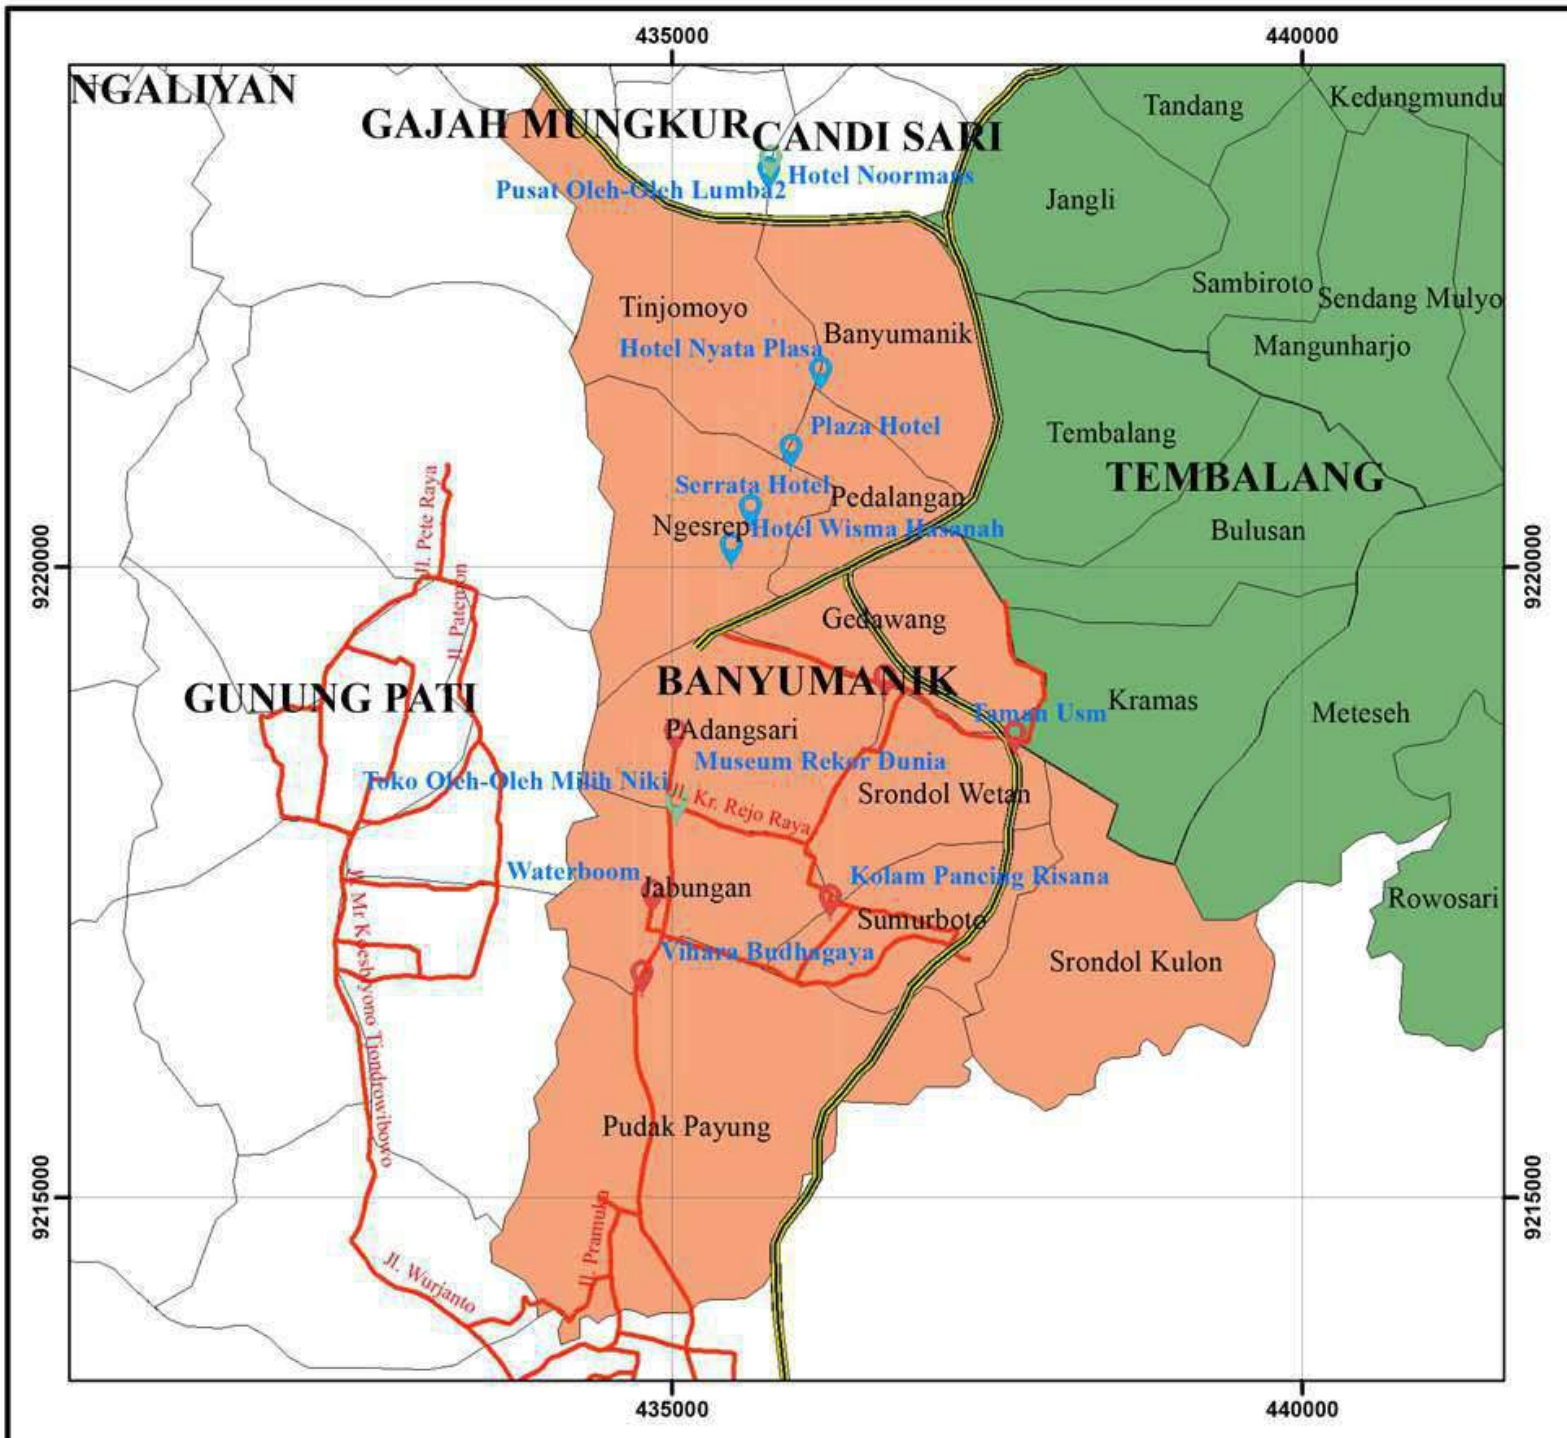 435000
440000
NGALIYAN
Kedungmundu
Tandang
GAJAH MUNGKUR
CANDI SARI
Hotel Noormans
Pusat Oleh-Oleh Lumba2
Jangli
Sambiroto
Sendang Mulyo
Tinjomoyo
Banyumanik
Hotel Nyata Plasa
Mangunharjo
Plaza Hotel
Tembalang
TEMBALANG
Serrata Hotel
Pedalangan
Ngesrep
Hotel Wisma Hasanah
Bulusan
Jl. Pete Raya
9220000
9220000
Jl. Patemon
Gedawang
BANYUMANIK
GUNUNG PATI
Kramas
Taman Usm
Meteseh
PAdangsari
Museum Rekor Dunia
Toko Oleh-Oleh Milih Niki
Jl. Kr. Rejo Raya
Srondol Wetan
Waterboom
Jabungan
Kolam Pancing Risana
Rowosari
Sumurboto
Jl. Mr Koesbiyono Tjondrowibowo
Vihara Budhagaya
Srondol Kulon
Pudak Payung
9215000
9215000
Jl. Pramuka
Jl. Wurjanto
435000
440000